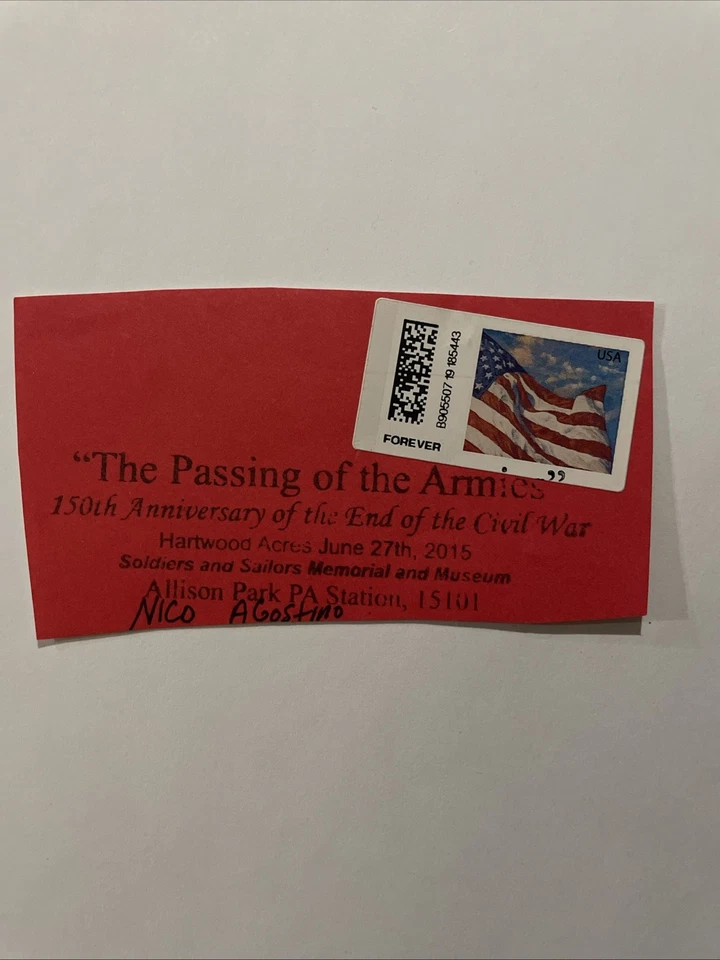 USA
B905507 19 185443
FOREVER
“The Passing of the Armies”
150th Anniversary of the End of the Civil War
Hartwood Acres June 27th, 2015
Soldiers and Sailors Memorial and Museum
Allison Park PA Station, 15101
NICO AGOSTINO